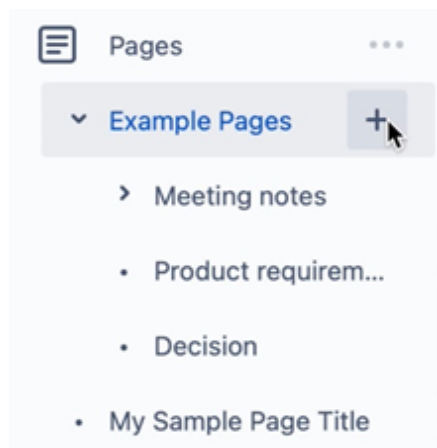 Pages
Example Pages
Meeting notes
Product requirem...
Decision
My Sample Page Title